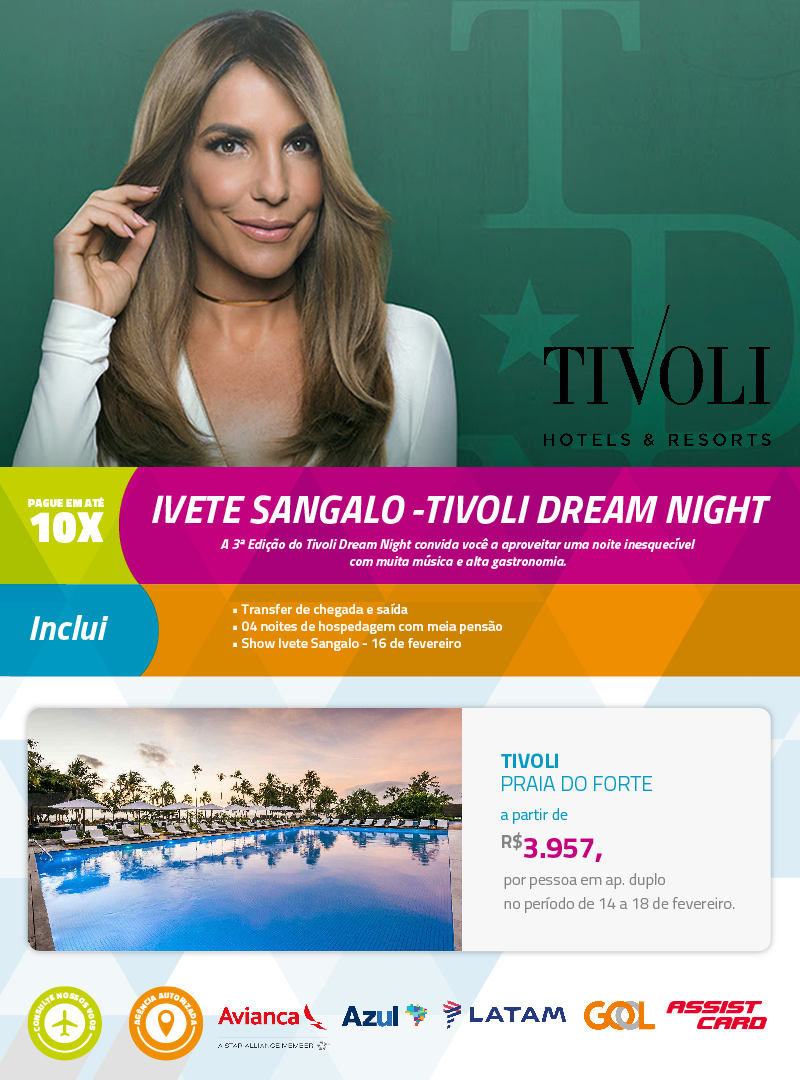 TIVOLI
HOTELS & RESORTS
PAGUE EM ATÉ
10X
IVETE SANGALO -TIVOLI DREAM NIGHT
A 3ª Edição do Tivoli Dream Night convida você a aproveitar uma noite inesquecível
com muita música e alta gastronomia.
Inclui
• Transfer de chegada e saída
• 04 noites de hospedagem com meia pensão
• Show Ivete Sangalo - 16 de fevereiro
TIVOLI
PRAIA DO FORTE
a partir de
R$3.957,
por pessoa em ap. duplo
no período de 14 a 18 de fevereiro.
CONSULTE NOSSOS VOOS
AGÊNCIA AUTORIZADA
Avianca
A STAR ALLIANCE MEMBER
Azul
LATAM
GOL
ASSIST
CARD